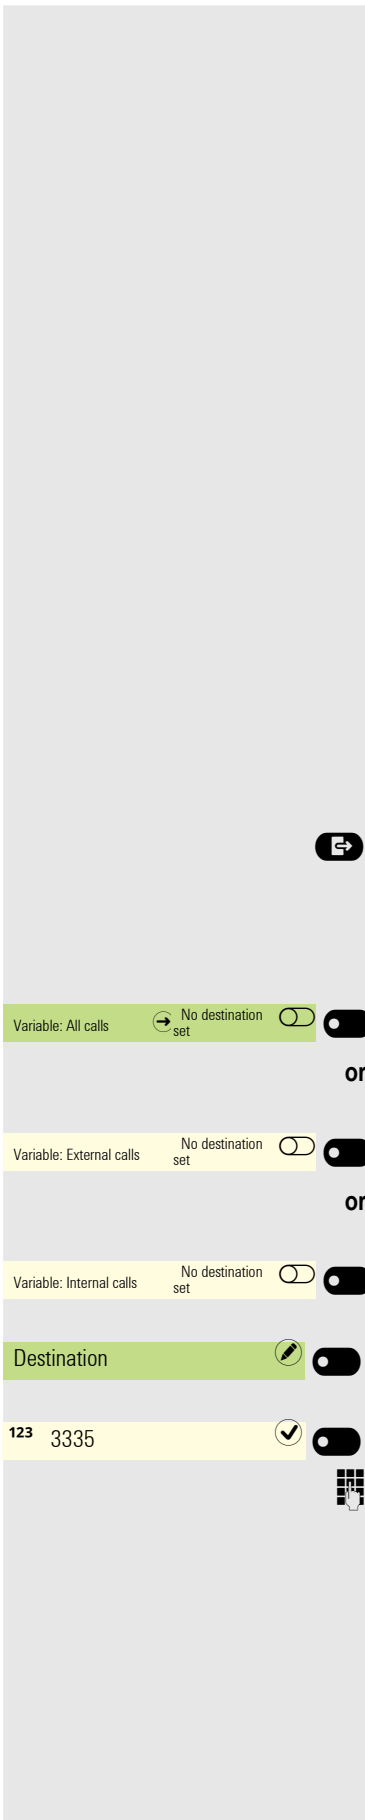 Variable: All calls No destination
set
or
Variable: External calls No destination
set
or
Variable: Internal calls No destination
set
Destination
123 3335